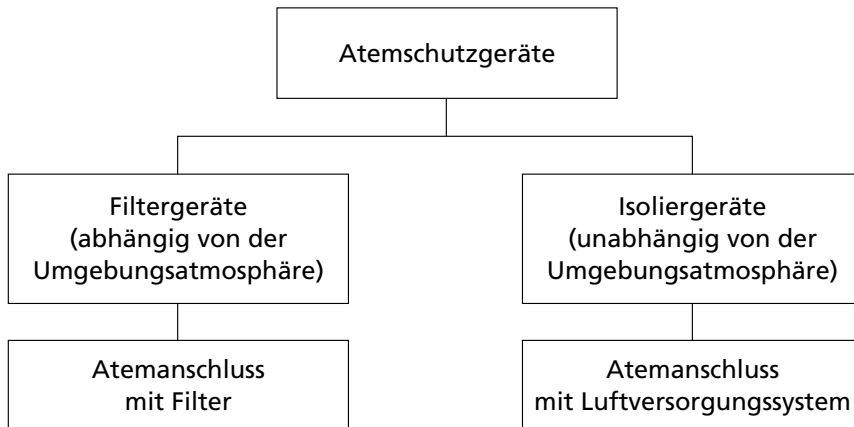 Atemschutzgeräte
Filtergeräte
(abhängig von der
Umgebungsatmosphäre)
Isoliergeräte
(unabhängig von der
Umgebungsatmosphäre)
Atemanschluss
mit Filter
Atemanschluss
mit Luftversorgungssystem